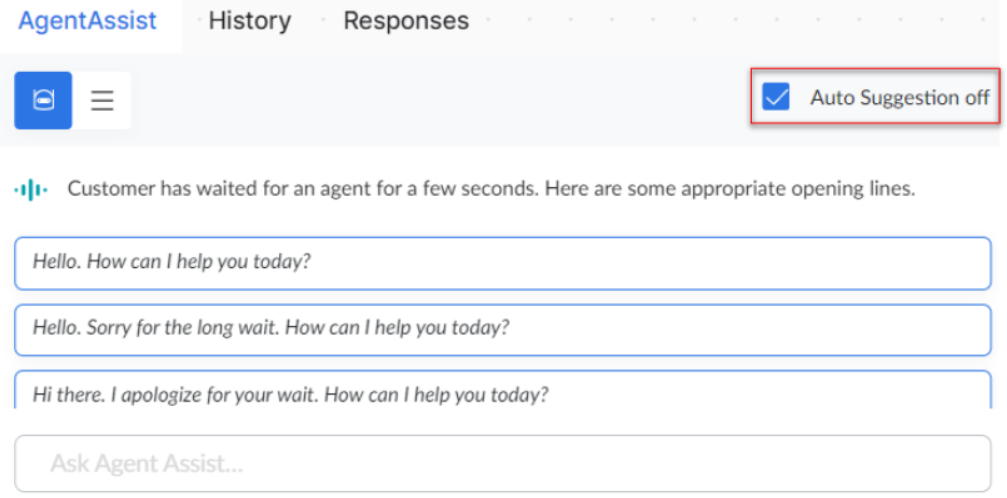 AgentAssist History Responses
Auto Suggestion off
Customer has waited for an agent for a few seconds. Here are some appropriate opening lines.
Hello. How can I help you today?
Hello. Sorry for the long wait. How can I help you today?
Hi there. I apologize for your wait. How can I help you today?
Ask Agent Assist...